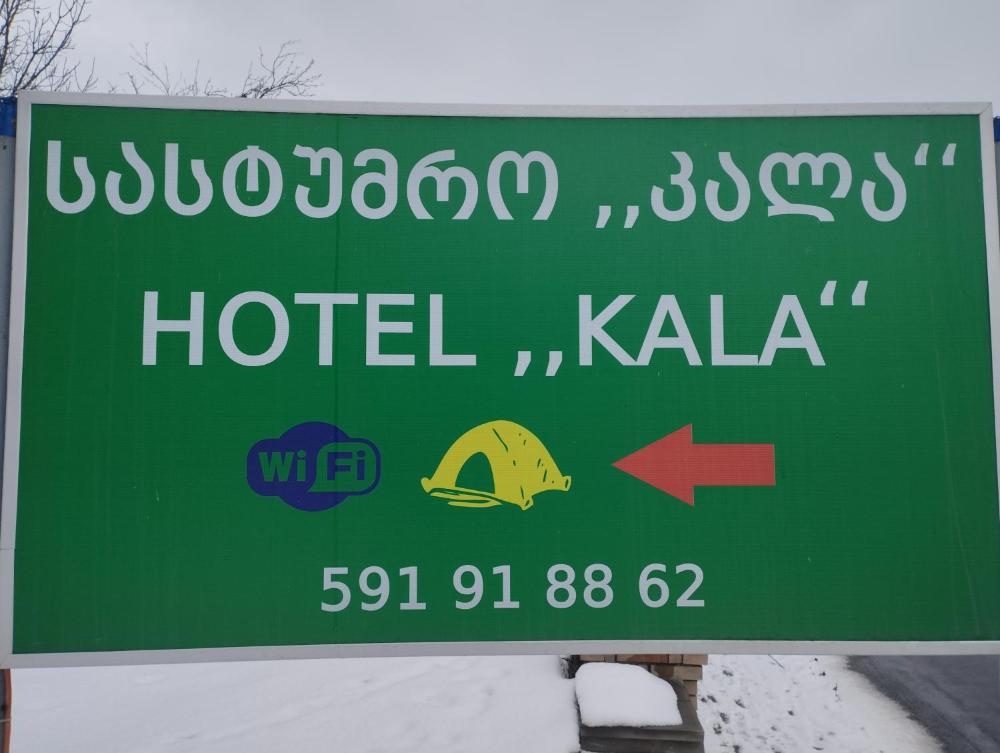 სასტუმრო ,,კალა“
HOTEL ,,KALA“
Wi Fi
591 91 88 62